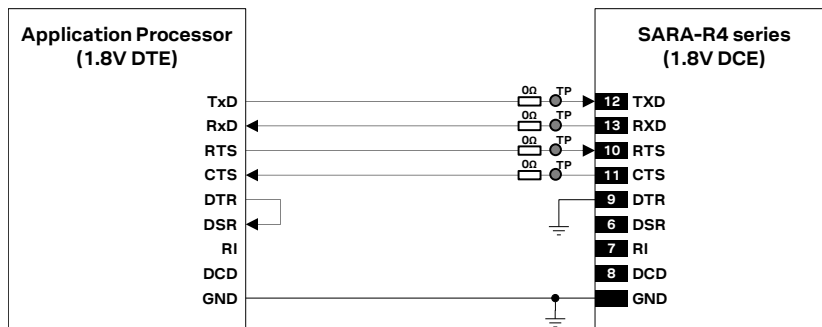 Application Processor
(1.8V DTE)
SARA-R4 series
(1.8V DCE)
TxD 0Ω TP 12 TXD
RxD 0Ω TP 13 RXD
RTS 0Ω TP 10 RTS
CTS 0Ω TP 11 CTS
DTR 9 DTR
DSR 6 DSR
RI 7 RI
DCD 8 DCD
GND GND